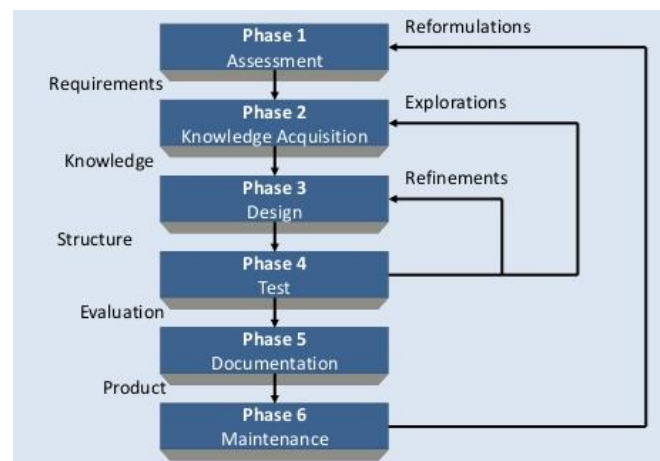 Phase 1
Assessment
Reformulations
Requirements
Phase 2
Knowledge Acquisition
Explorations
Knowledge
Phase 3
Design
Refinements
Structure
Phase 4
Test
Evaluation
Phase 5
Documentation
Product
Phase 6
Maintenance